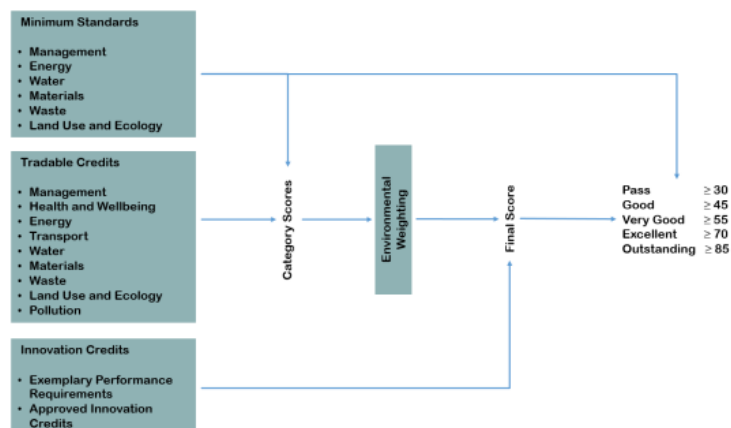 Minimum Standards
• Management
• Energy
• Water
• Materials
• Waste
• Land Use and Ecology
Tradable Credits
• Management
• Health and Wellbeing
• Energy
• Transport
• Water
• Materials
• Waste
• Land Use and Ecology
• Pollution
Innovation Credits
• Exemplary Performance
Requirements
• Approved Innovation
Credits
Category Scores
Environmental
Weighting
Final Score
Pass ≥ 30
Good ≥ 45
Very Good ≥ 55
Excellent ≥ 70
Outstanding ≥ 85